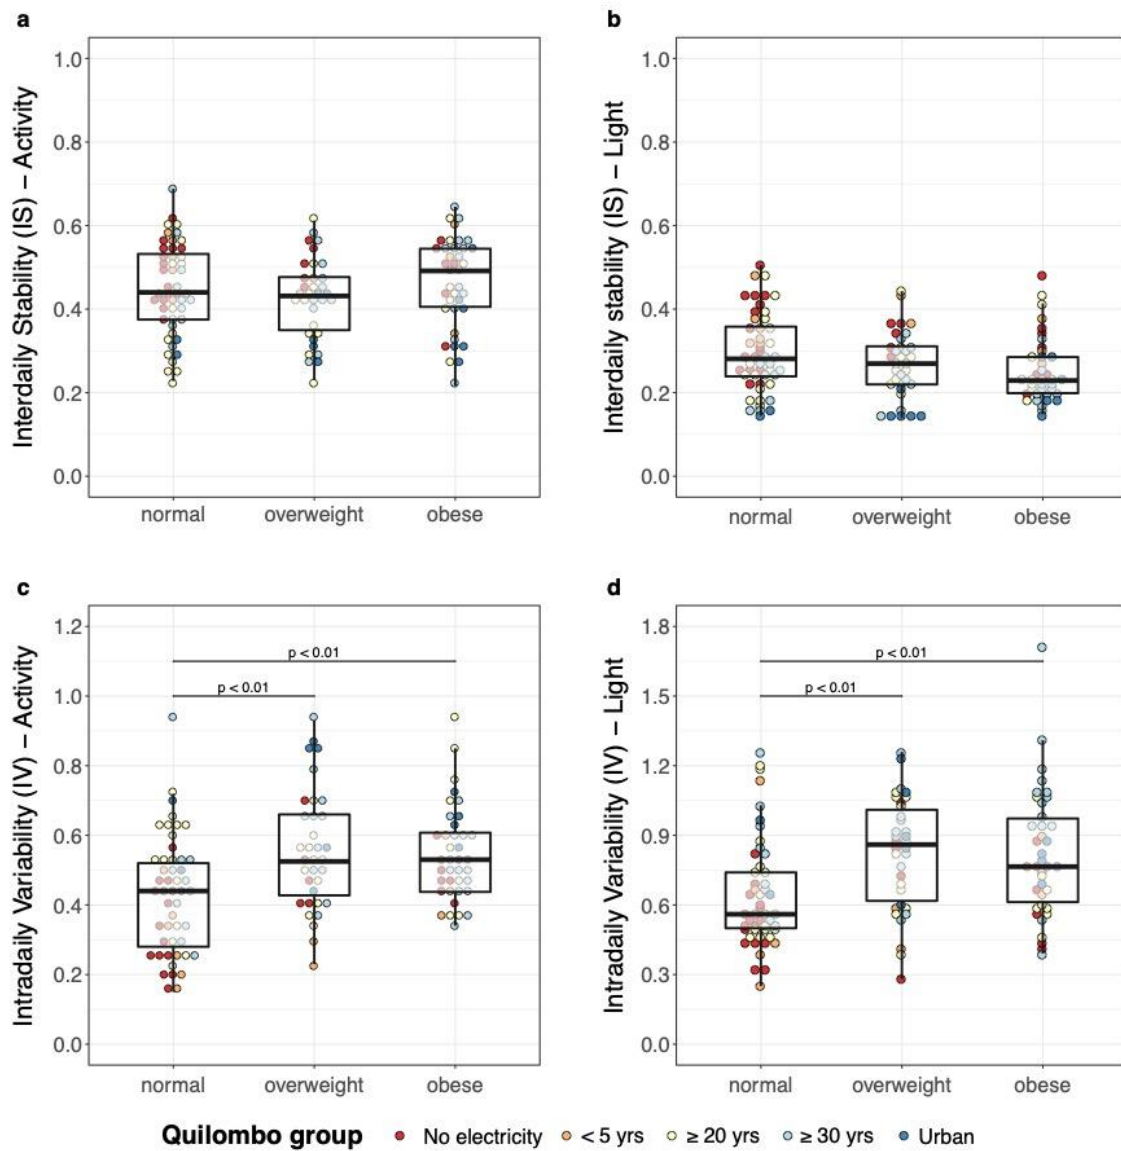 a
Interdaily Stability (IS) – Activity
1.0
0.8
0.6
0.4
0.2
0.0
normal overweight obese
b
Interdaily stability (IS) – Light
1.0
0.8
0.6
0.4
0.2
0.0
normal overweight obese
c
Intradaily Variability (IV) – Activity
1.2
1.0
0.8
0.6
0.4
0.2
0.0
p < 0.01
p < 0.01
normal overweight obese
d
Intradaily Variability (IV) – Light
1.8
1.5
1.2
0.9
0.6
0.3
0.0
p < 0.01
p < 0.01
normal overweight obese
Quilombo group No electricity < 5 yrs ≥ 20 yrs ≥ 30 yrs Urban